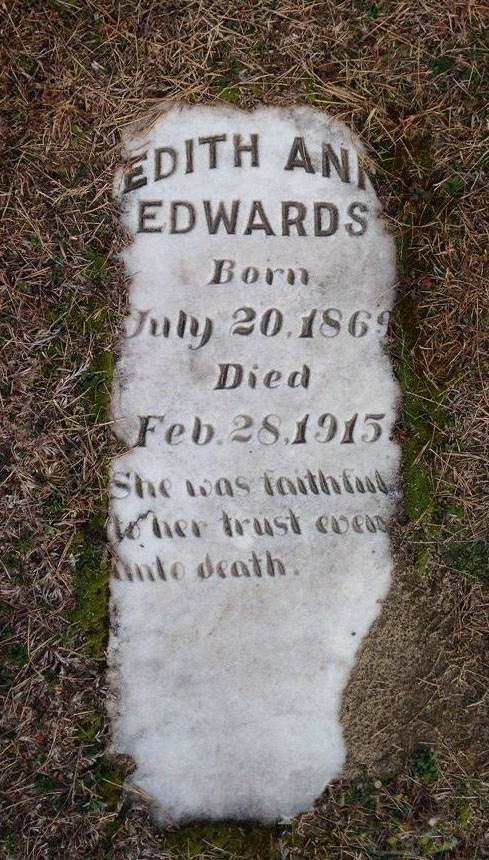 EDITH ANN
EDWARDS
Born
July 20, 1869
Died
Feb. 28, 1915.
She was faithful
to her trust even
unto death.